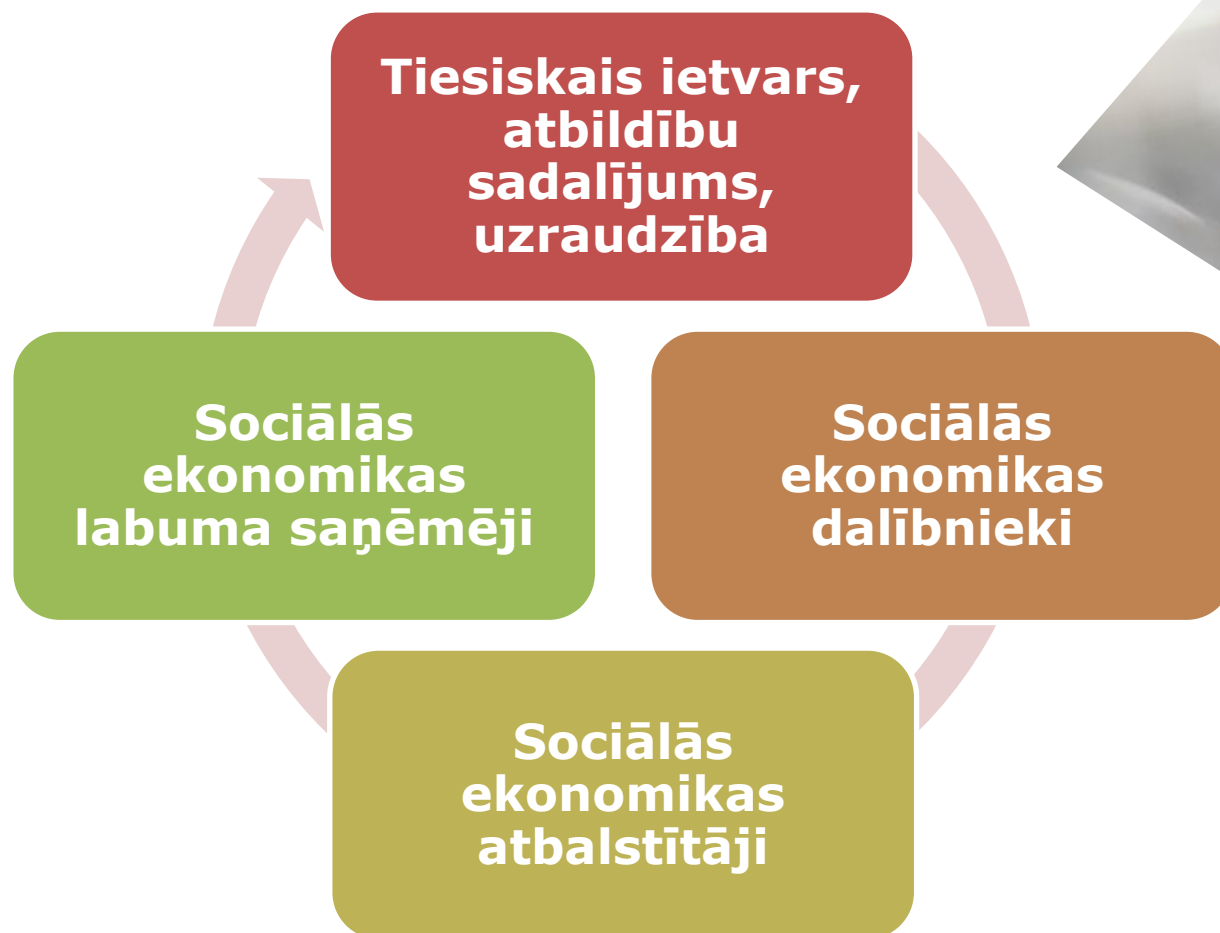 Tiesiskais ietvars,
atbildību
sadalījums,
uzraudzība
Sociālās
ekonomikas
dalībnieki
Sociālās
ekonomikas
atbalstītāji
Sociālās
ekonomikas
labuma saņēmēji